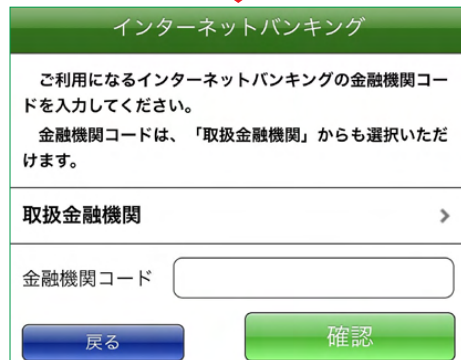 インターネットバンキング
ご利用になるインターネットバンキングの金融機関コー
ドを入力してください。
金融機関コードは、「取扱金融機関」からも選択いただ
けます。
取扱金融機関
金融機関コード
戻る
確認